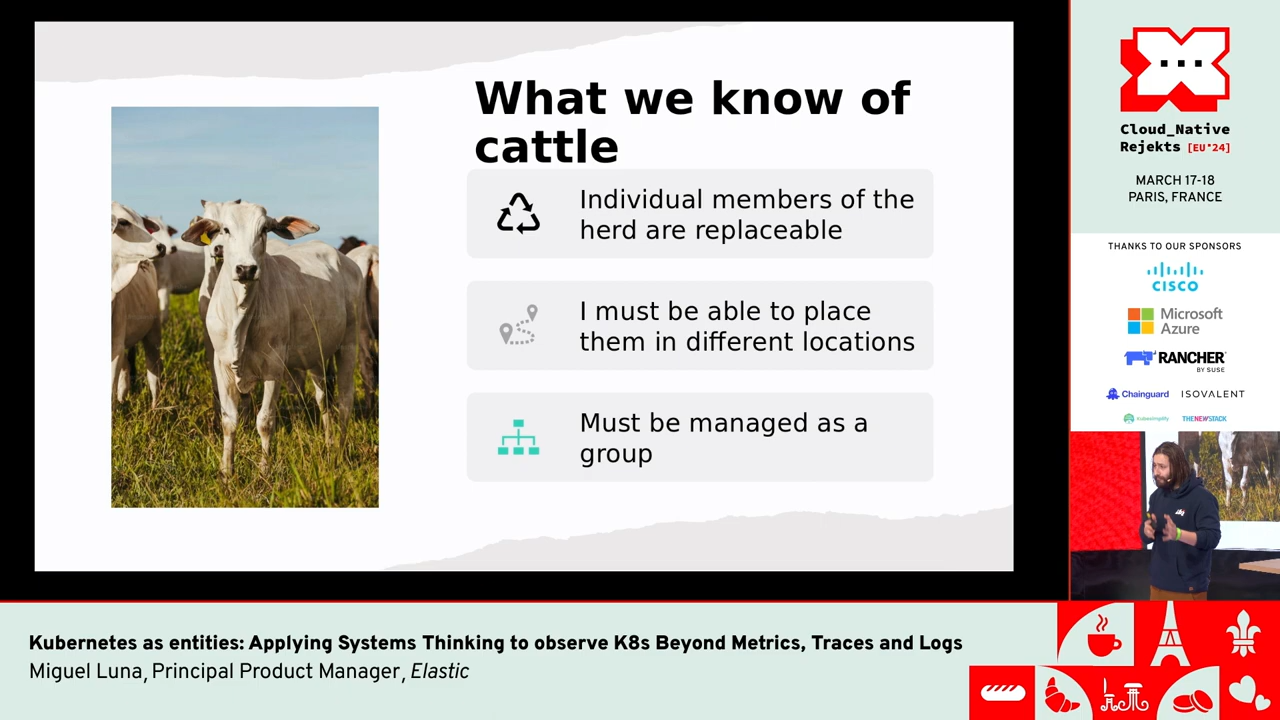 What we know of
cattle
Individual members of the
herd are replaceable
I must be able to place
them in different locations
Must be managed as a
group
Cloud_Native
Rejekts [EU'24]
MARCH 17-18
PARIS, FRANCE
THANKS TO OUR SPONSORS
CISCO
Microsoft
Azure
RANCHER
BY SUSE
Chainguard
ISOVALENT
kubesimplify
THENEWSTACK
Kubernetes as entities: Applying Systems Thinking to observe K8s Beyond Metrics, Traces and Logs
Miguel Luna, Principal Product Manager, Elastic